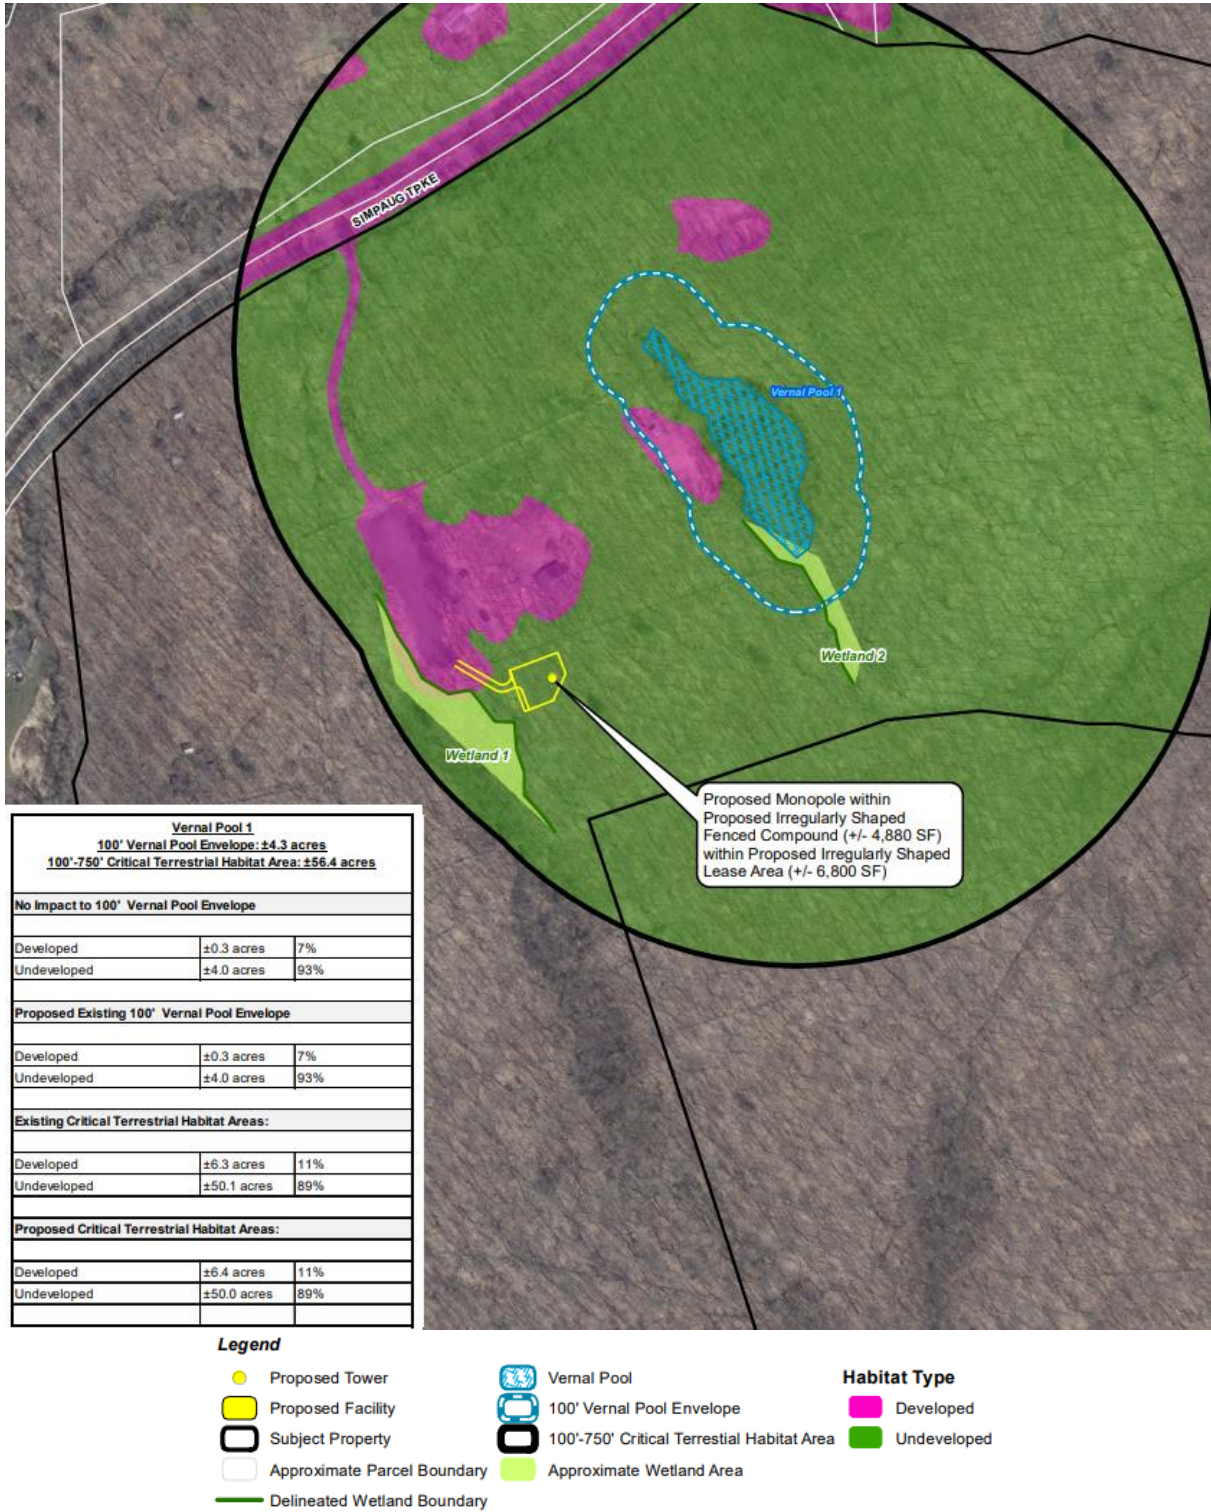 SIMPAUG TPKE
Vernal Pool 1
Wetland 2
Wetland 1
Proposed Monopole within
Proposed Irregularly Shaped
Fenced Compound (+/- 4,880 SF)
within Proposed Irregularly Shaped
Lease Area (+/- 6,800 SF)
Vernal Pool 1
100' Vernal Pool Envelope: ±4.3 acres
100'-750' Critical Terrestrial Habitat Area: ±56.4 acres
No Impact to 100' Vernal Pool Envelope
Developed ±0.3 acres 7%
Undeveloped ±4.0 acres 93%
Proposed Existing 100' Vernal Pool Envelope
Developed ±0.3 acres 7%
Undeveloped ±4.0 acres 93%
Existing Critical Terrestrial Habitat Areas:
Developed ±6.3 acres 11%
Undeveloped ±50.1 acres 89%
Proposed Critical Terrestrial Habitat Areas:
Developed ±6.4 acres 11%
Undeveloped ±50.0 acres 89%
Legend
Proposed Tower
Proposed Facility
Subject Property
Approximate Parcel Boundary
Delineated Wetland Boundary
Vernal Pool
100' Vernal Pool Envelope
100'-750' Critical Terrestial Habitat Area
Approximate Wetland Area
Habitat Type
Developed
Undeveloped